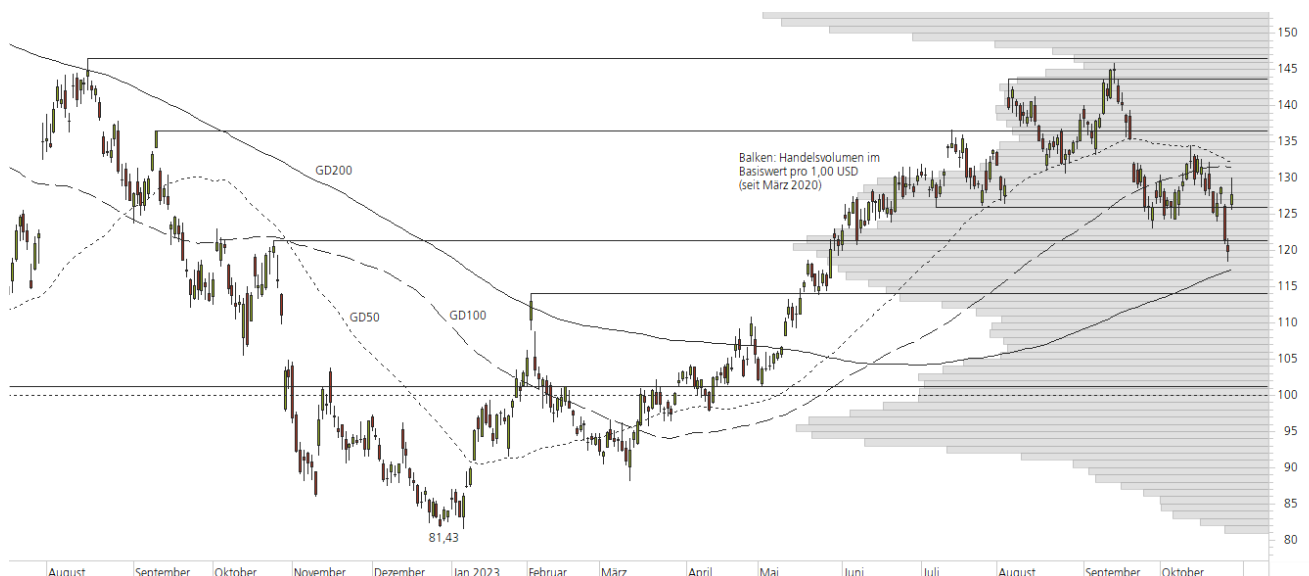 150
145
140
135
130
125
120
115
110
105
100
95
90
85
80
GD200
Balken: Handelsvolumen im
Basiswert pro 1,00 USD
(seit März 2020)
GD50
GD100
81,43
August
September
Oktober
November
Dezember
Jan 2023
Februar
März
April
Mai
Juni
Juli
August
September
Oktober